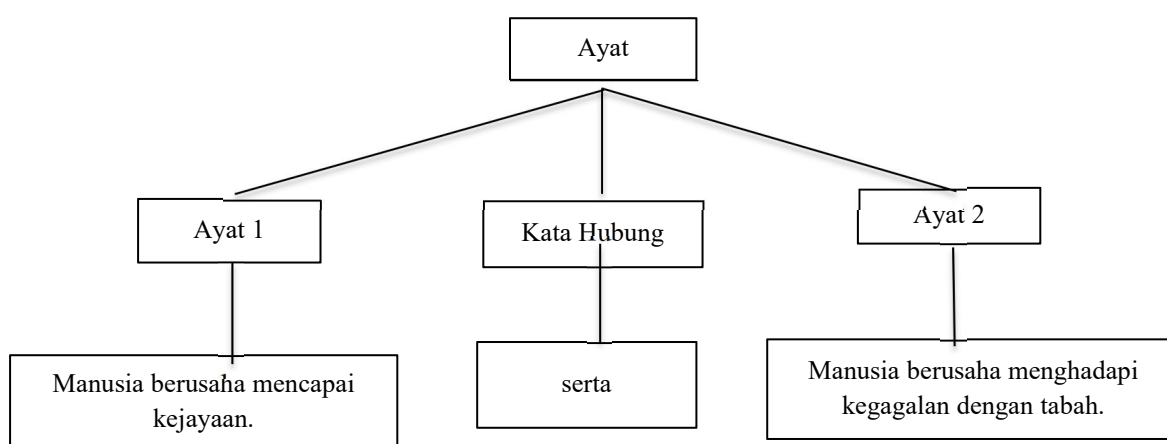 Ayat
Ayat 1
Kata Hubung
Ayat 2
Manusia berusaha mencapai
kejayaan.
serta
Manusia berusaha menghadapi
kegagalan dengan tabah.